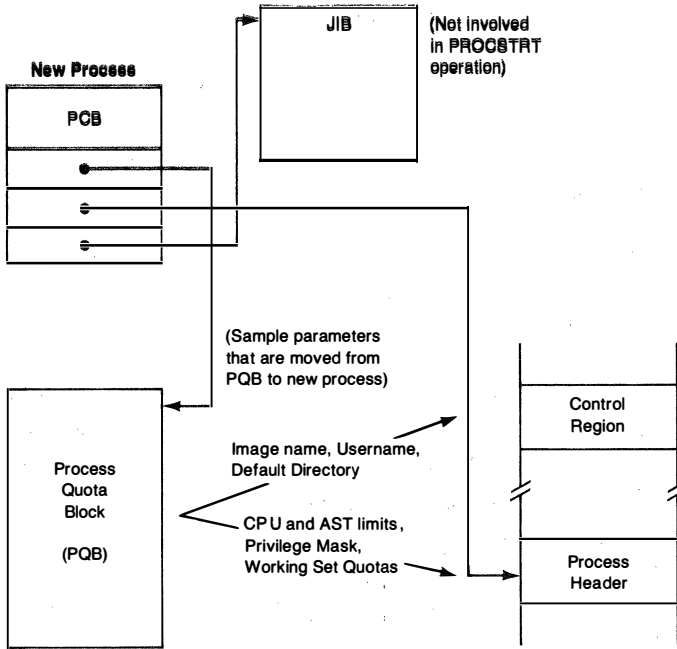 JIB
(Not involved
in PROCSTRT
operation)
New Process
PCB
(Sample parameters
that are moved from
PQB to new process)
Process
Quota
Block
(PQB)
Image name, Username,
Default Directory
CPU and AST limits,
Privilege Mask,
Working Set Quotas
Control
Region
Process
Header